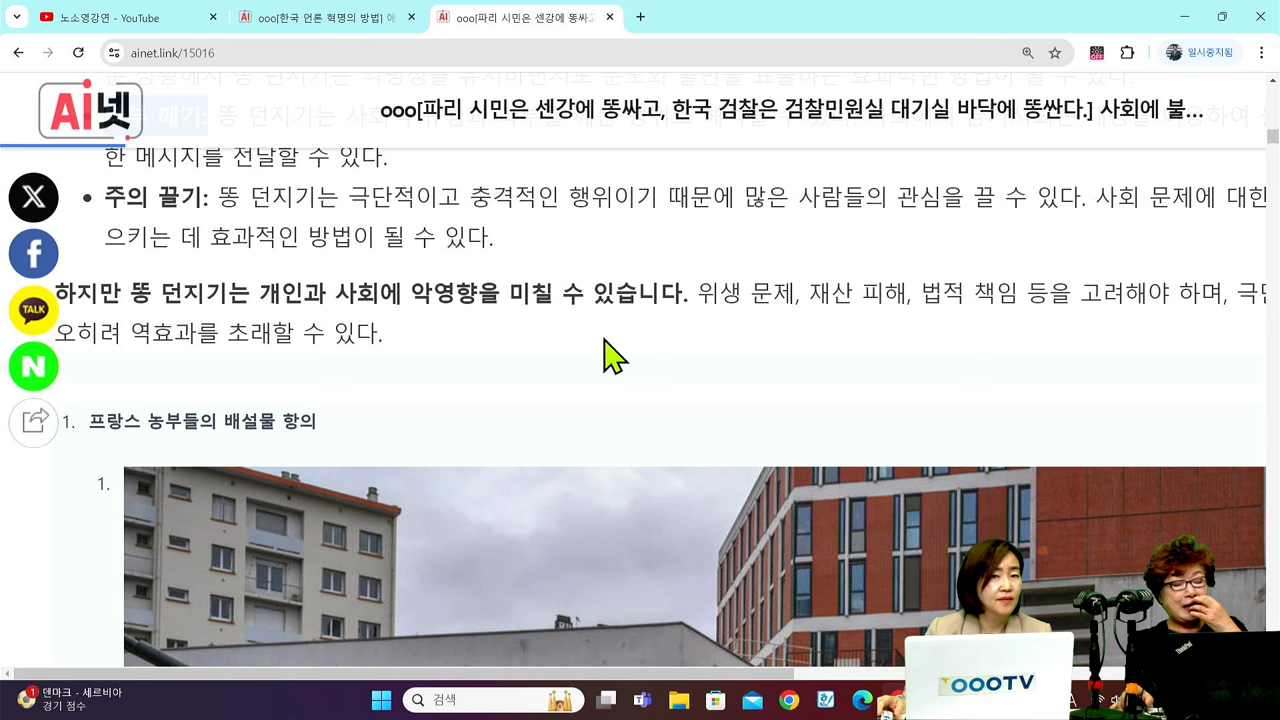 노소영강연 - YouTube
ooo[한국 언론 혁명의 방법]
ooo[파리 시민은 센강에 똥싸고
ainet.link/15016
일시중지됨
Ai넷
ooo[파리 시민은 센강에 똥싸고, 한국 검찰은 검찰민원실 대기실 바닥에 똥싼다.] 사회에 불...
깨기: 똥 던지기는
한 메시지를 전달할 수 있다.
• 주의 끌기: 똥 던지기는 극단적이고 충격적인 행위이기 때문에 많은 사람들의 관심을 끌 수 있다. 사회 문제에 대한
으키는 데 효과적인 방법이 될 수 있다.
하지만 똥 던지기는 개인과 사회에 악영향을 미칠 수 있습니다. 위생 문제, 재산 피해, 법적 책임 등을 고려해야 하며,
오히려 역효과를 초래할 수 있다.
TALK
N
1. 프랑스 농부들의 배설물 항의
1.
OOOTV
ThinkPad
1
덴마크 - 세르비아
경기 점수
검색